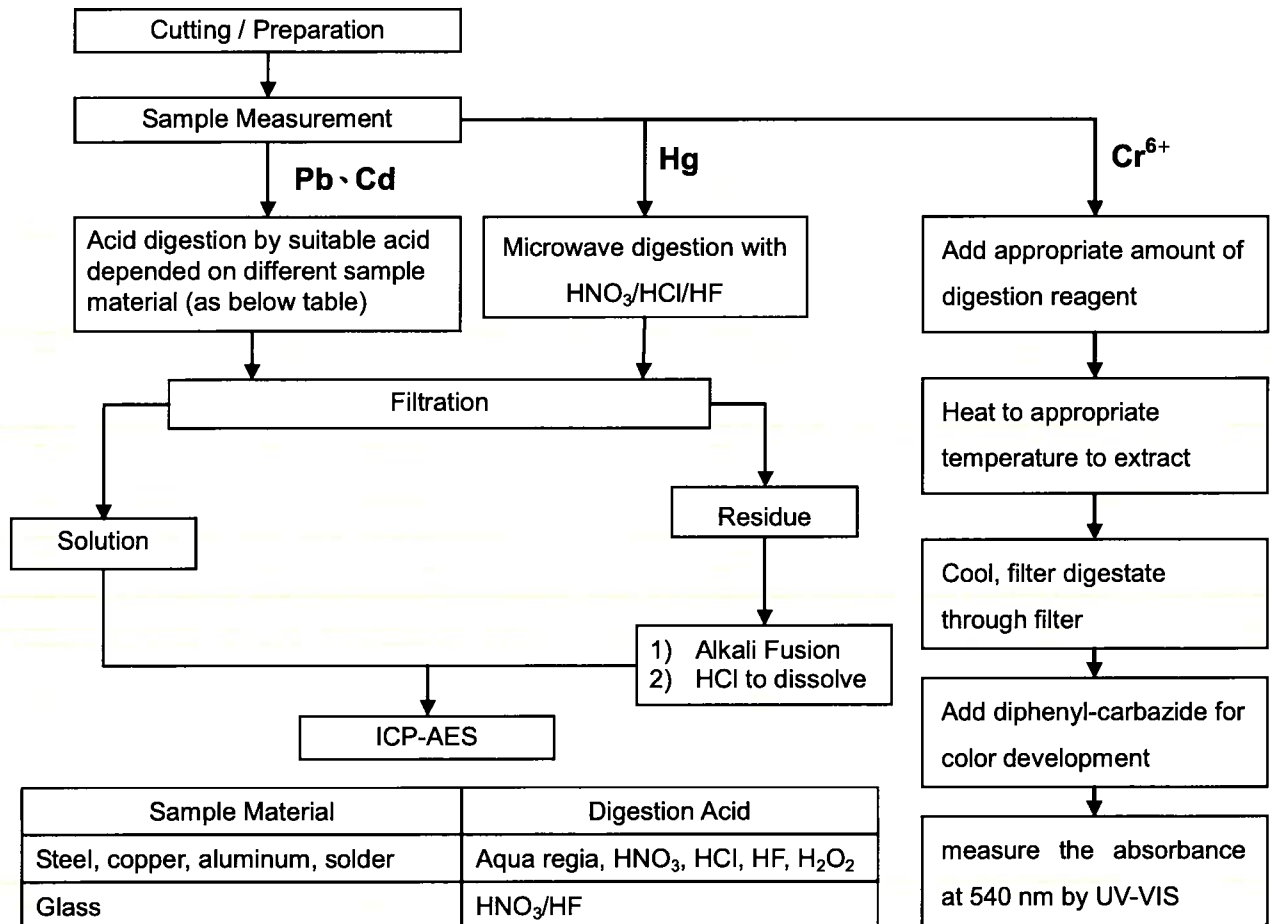 Cutting / Preparation
Sample Measurement
Pb、Cd
Hg
Cr⁶⁺
Acid digestion by suitable acid
depended on different sample
material (as below table)
Microwave digestion with
HNO₃/HCl/HF
Add appropriate amount of
digestion reagent
Filtration
Heat to appropriate
temperature to extract
Solution
Residue
Cool, filter digestate
through filter
1) Alkali Fusion
2) HCl to dissolve
ICP-AES
Add diphenyl-carbazide for
color development
Sample Material Digestion Acid
Steel, copper, aluminum, solder Aqua regia, HNO₃, HCl, HF, H₂O₂
Glass HNO₃/HF
measure the absorbance
at 540 nm by UV-VIS